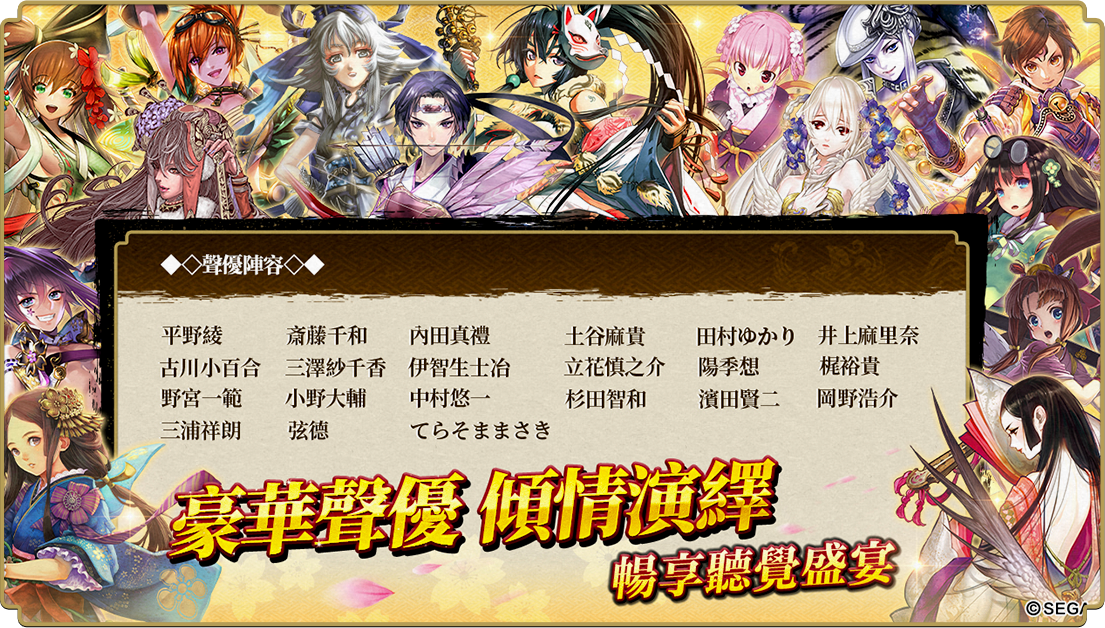 ◆◇聲優陣容◇◆
平野綾 斎藤千和 內田真禮 土谷麻貴 田村ゆかり 井上麻里奈
古川小百合 三澤紗千香 伊智生士冶 立花慎之介 陽季想 梶裕貴
野宮一範 小野大輔 中村悠一 杉田智和 濱田賢二 岡野浩介
三浦祥朗 弦德 てらそままさき
豪華聲優 傾情演繹
暢享聽覺盛宴
©SEGA